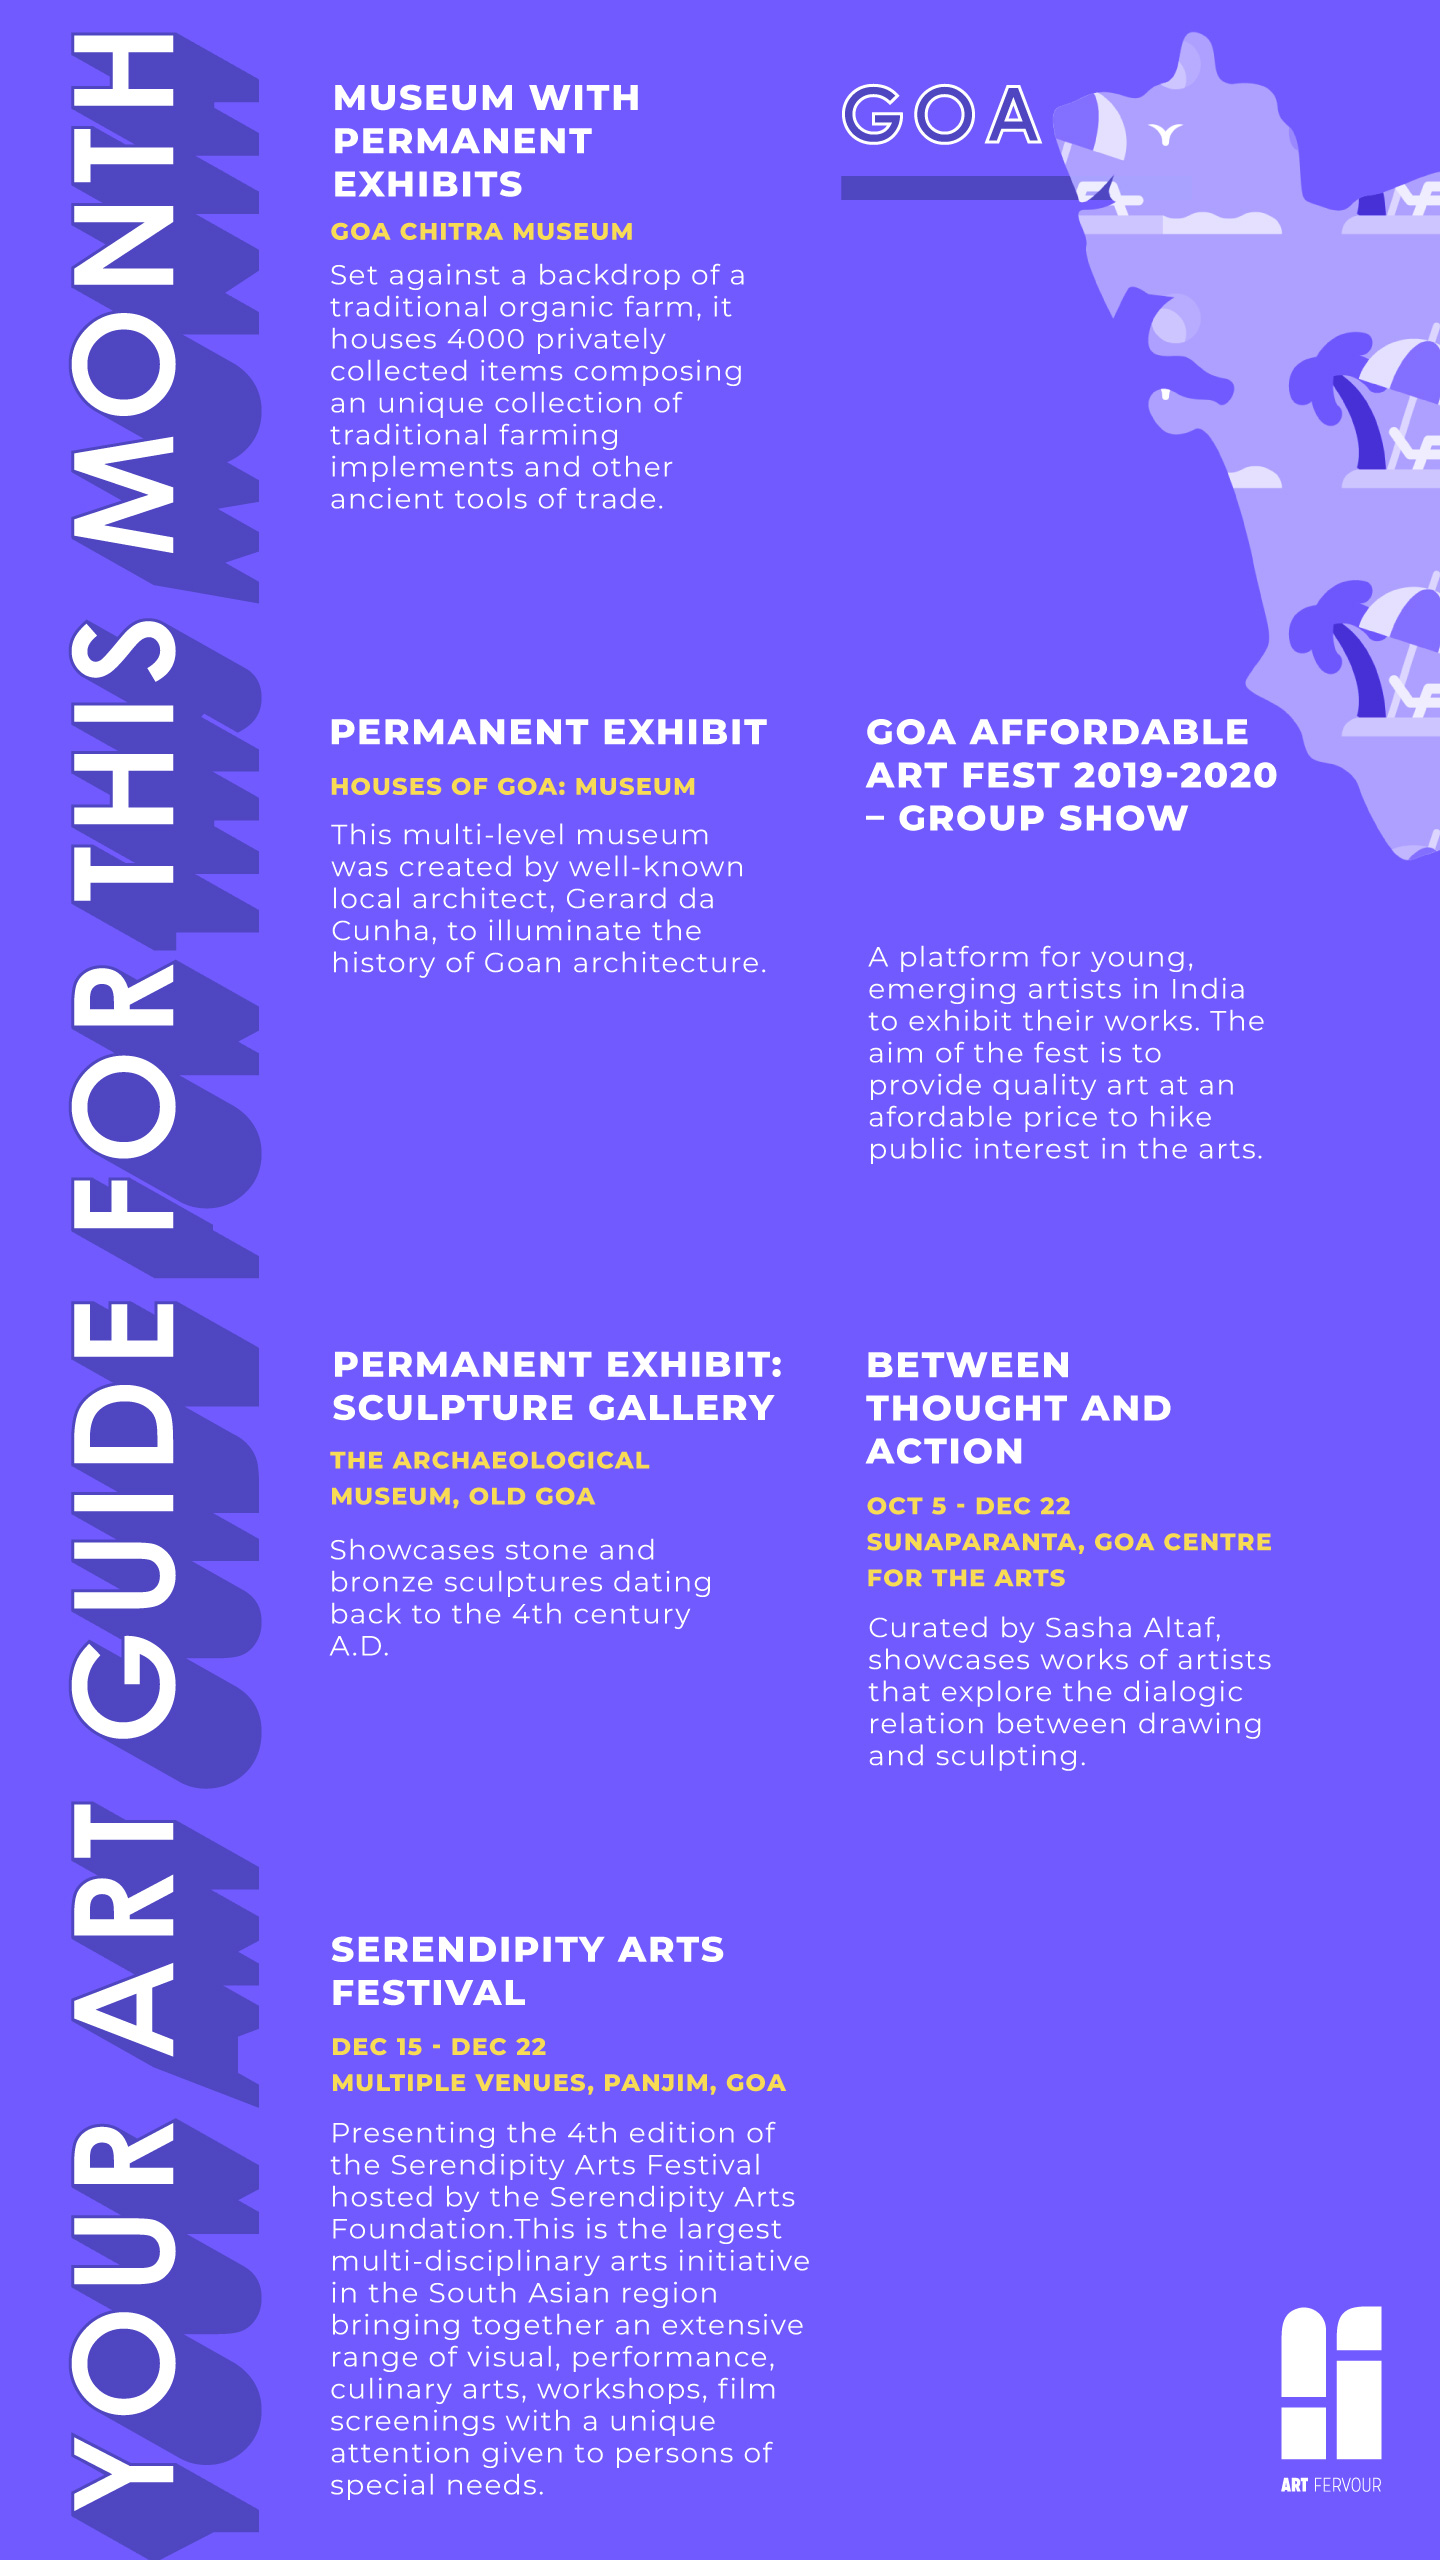 YOUR ART GUIDE FOR THIS MONTH
GOA
MUSEUM WITH
PERMANENT
EXHIBITS
GOA CHITRA MUSEUM
Set against a backdrop of a
traditional organic farm, it
houses 4000 privately
collected items composing
an unique collection of
traditional farming
implements and other
ancient tools of trade.
PERMANENT EXHIBIT
HOUSES OF GOA: MUSEUM
This multi-level museum
was created by well-known
local architect, Gerard da
Cunha, to illuminate the
history of Goan architecture.
GOA AFFORDABLE
ART FEST 2019-2020
– GROUP SHOW
A platform for young,
emerging artists in India
to exhibit their works. The
aim of the fest is to
provide quality art at an
afordable price to hike
public interest in the arts.
PERMANENT EXHIBIT:
SCULPTURE GALLERY
THE ARCHAEOLOGICAL
MUSEUM, OLD GOA
Showcases stone and
bronze sculptures dating
back to the 4th century
A.D.
BETWEEN
THOUGHT AND
ACTION
OCT 5 - DEC 22
SUNAPARANTA, GOA CENTRE
FOR THE ARTS
Curated by Sasha Altaf,
showcases works of artists
that explore the dialogic
relation between drawing
and sculpting.
SERENDIPITY ARTS
FESTIVAL
DEC 15 - DEC 22
MULTIPLE VENUES, PANJIM, GOA
Presenting the 4th edition of
the Serendipity Arts Festival
hosted by the Serendipity Arts
Foundation.This is the largest
multi-disciplinary arts initiative
in the South Asian region
bringing together an extensive
range of visual, performance,
culinary arts, workshops, film
screenings with a unique
attention given to persons of
special needs.
ART FERVOUR